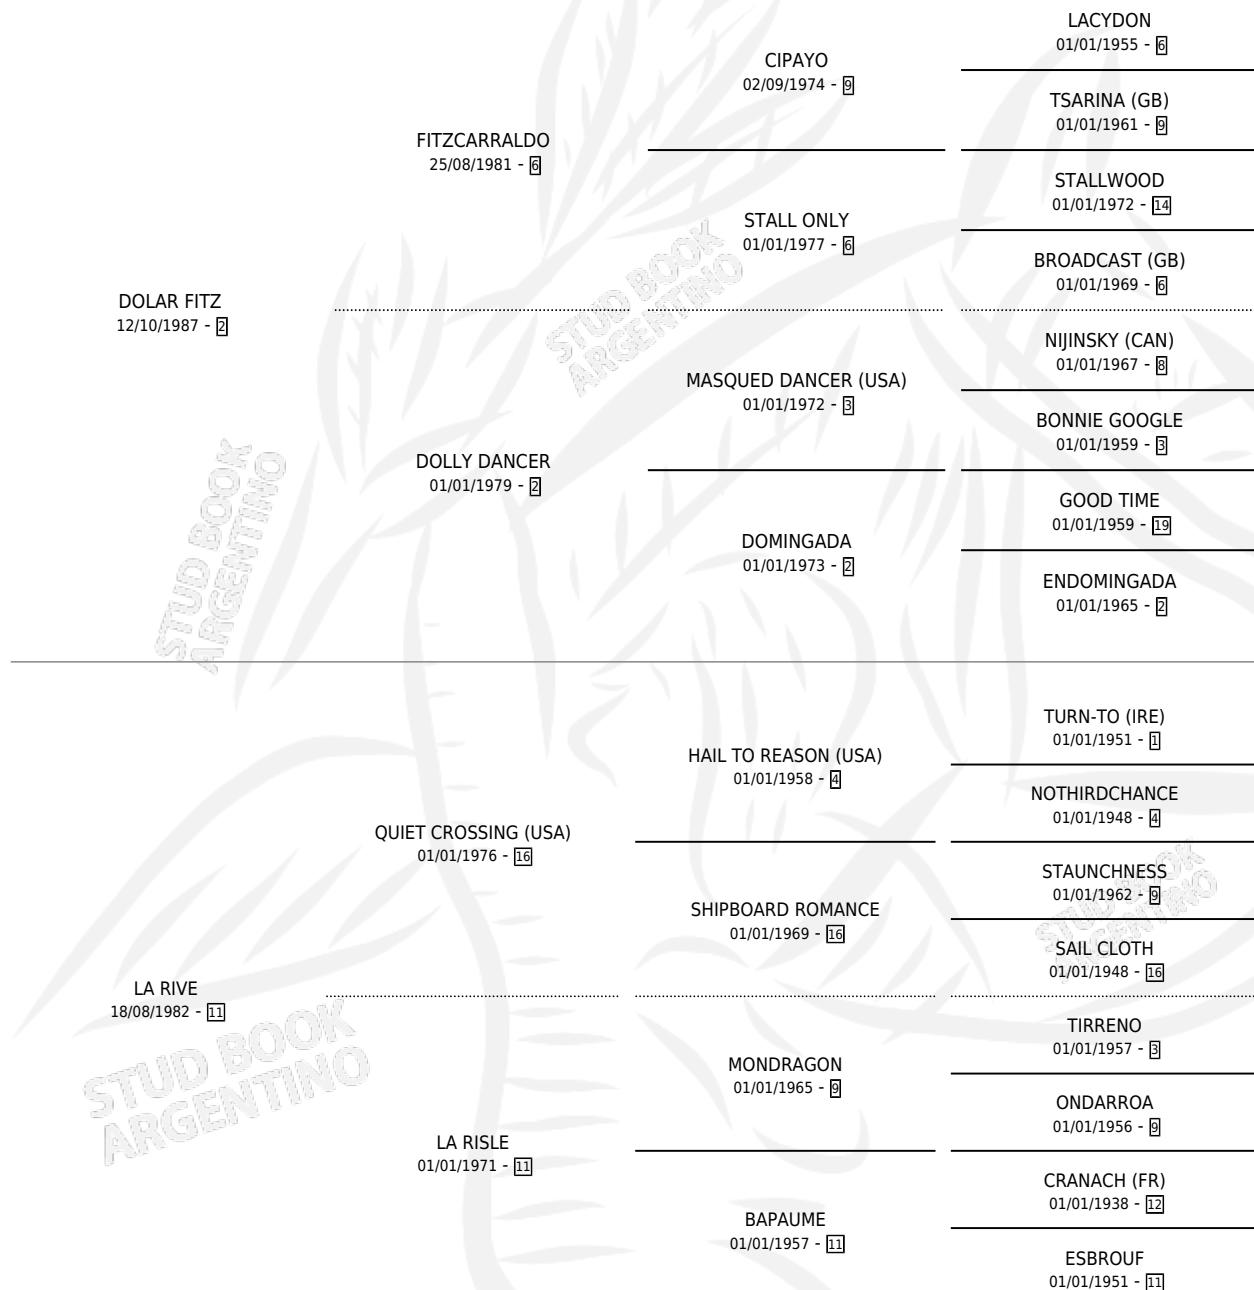 LACYDON
01/01/1955 - 6
CIPAYO
02/09/1974 - 9
TSARINA (GB)
01/01/1961 - 9
FITZCARRALDO
25/08/1981 - 6
STALLWOOD
01/01/1972 - 14
STALL ONLY
01/01/1977 - 6
BROADCAST (GB)
01/01/1969 - 6
DOLAR FITZ
12/10/1987 - 2
NIJINSKY (CAN)
01/01/1967 - 8
MASQUED DANCER (USA)
01/01/1972 - 3
BONNIE GOOGLE
01/01/1959 - 3
DOLLY DANCER
01/01/1979 - 2
GOOD TIME
01/01/1959 - 19
DOMINGADA
01/01/1973 - 2
ENDOMINGADA
01/01/1965 - 2
TURN-TO (IRE)
01/01/1951 - 1
HAIL TO REASON (USA)
01/01/1958 - 4
NOTHIRDCHANCE
01/01/1948 - 4
QUIET CROSSING (USA)
01/01/1976 - 16
STAUNCHNESS
01/01/1962 - 9
SHIPBOARD ROMANCE
01/01/1969 - 16
SAIL CLOTH
01/01/1948 - 16
LA RIVE
18/08/1982 - 11
TIRRENO
01/01/1957 - 3
MONDRAGON
01/01/1965 - 9
ONDARROA
01/01/1956 - 9
LA RISLE
01/01/1971 - 11
CRANACH (FR)
01/01/1938 - 12
BAPAUME
01/01/1957 - 11
ESBROUF
01/01/1951 - 11
STUD BOOK
ARGENTINO
STUD BOOK
ARGENTINO
STUD BOOK
ARGENTINO
STUD BOOK
ARGENTINO